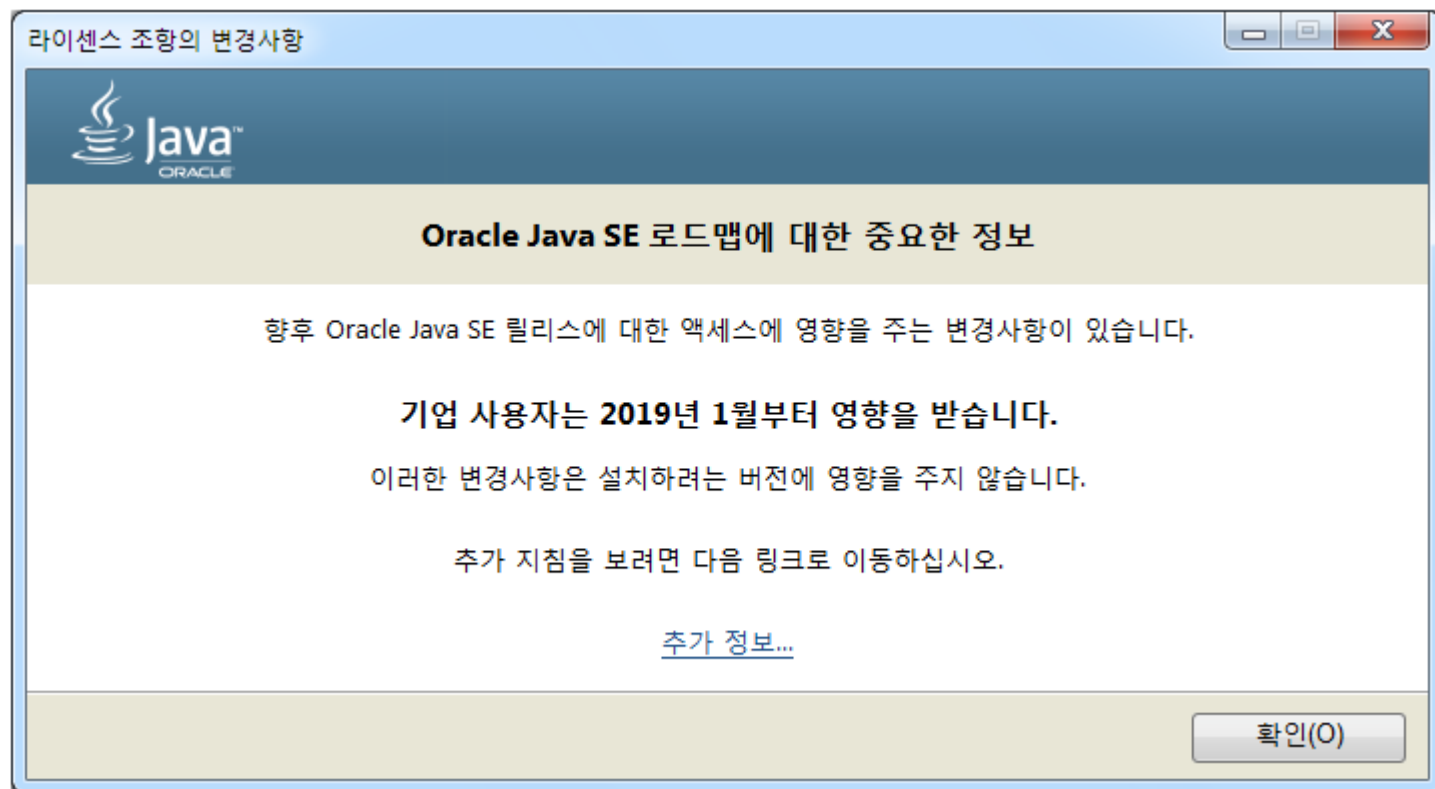 라이센스 조항의 변경사항
Java™
ORACLE
Oracle Java SE 로드맵에 대한 중요한 정보
향후 Oracle Java SE 릴리스에 대한 액세스에 영향을 주는 변경사항이 있습니다.
기업 사용자는 2019년 1월부터 영향을 받습니다.
이러한 변경사항은 설치하려는 버전에 영향을 주지 않습니다.
추가 지침을 보려면 다음 링크로 이동하십시오.
추가 정보...
확인(O)